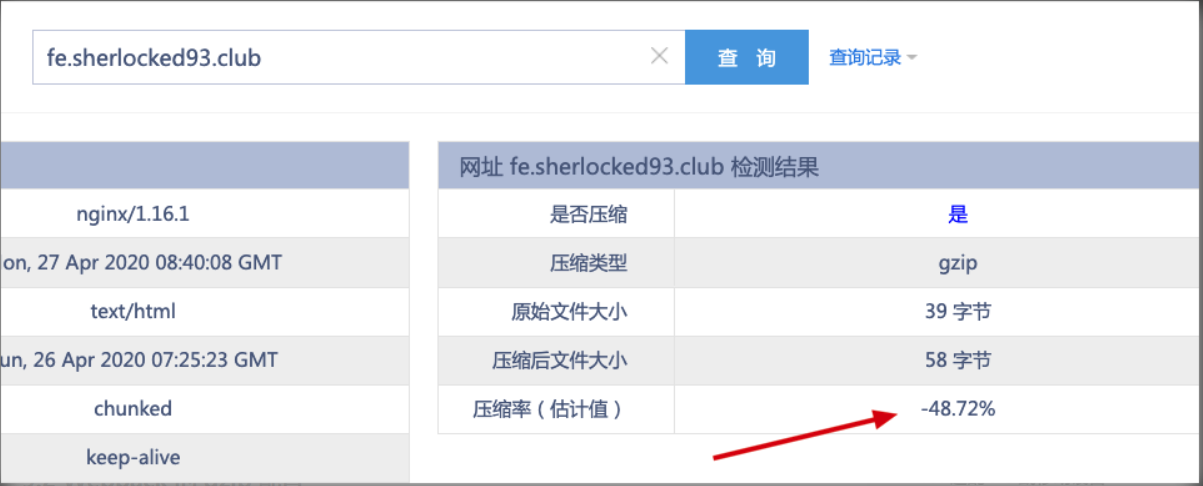 fe.sherlocked93.club
查 询
查询记录
nginx/1.16.1
on, 27 Apr 2020 08:40:08 GMT
text/html
un, 26 Apr 2020 07:25:23 GMT
chunked
keep-alive
网址 fe.sherlocked93.club 检测结果
是否压缩 是
压缩类型 gzip
原始文件大小 39 字节
压缩后文件大小 58 字节
压缩率（估计值） -48.72%